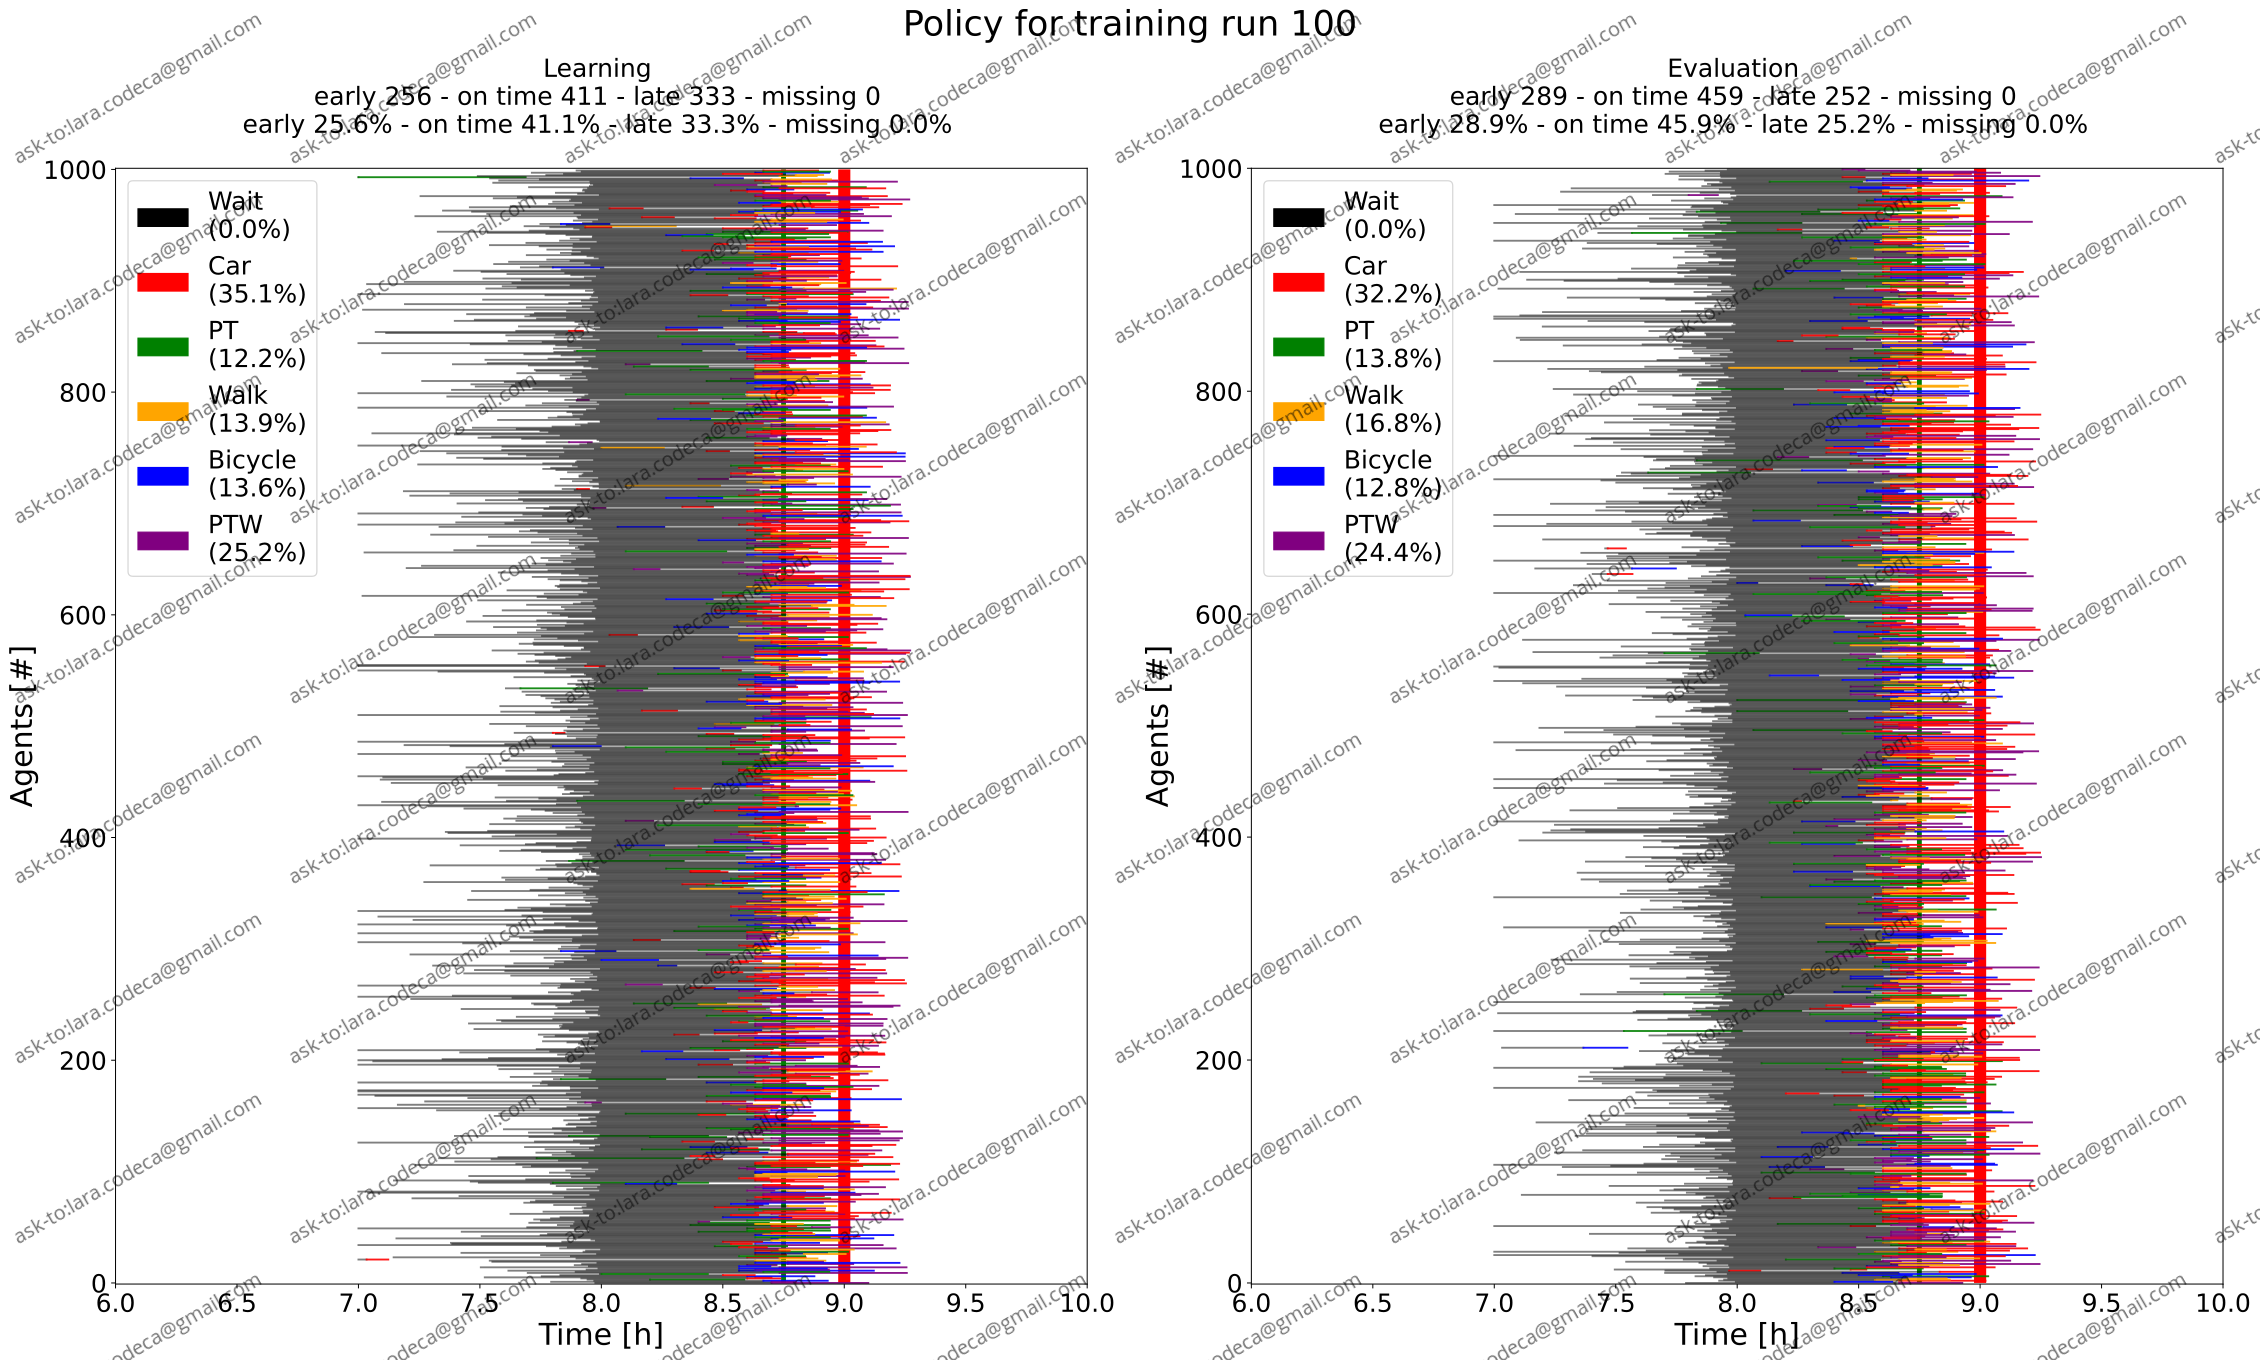 Policy for training run 100
Learning
early 256 - on time 411 - late 333 - missing 0
early 25.6% - on time 41.1% - late 33.3% - missing 0.0%
1000
800
600
400
200
0
Agents [#]
Wait
(0.0%)
Car
(35.1%)
PT
(12.2%)
Walk
(13.9%)
Bicycle
(13.6%)
PTW
(25.2%)
6.0 6.5 7.0 7.5 8.0 8.5 9.0 9.5 10.0
Time [h]
Evaluation
early 289 - on time 459 - late 252 - missing 0
early 28.9% - on time 45.9% - late 25.2% - missing 0.0%
1000
800
600
400
200
0
Agents [#]
Wait
(0.0%)
Car
(32.2%)
PT
(13.8%)
Walk
(16.8%)
Bicycle
(12.8%)
PTW
(24.4%)
6.0 6.5 7.0 7.5 8.0 8.5 9.0 9.5 10.0
Time [h]
ask-to:lara.codeca@gmail.com